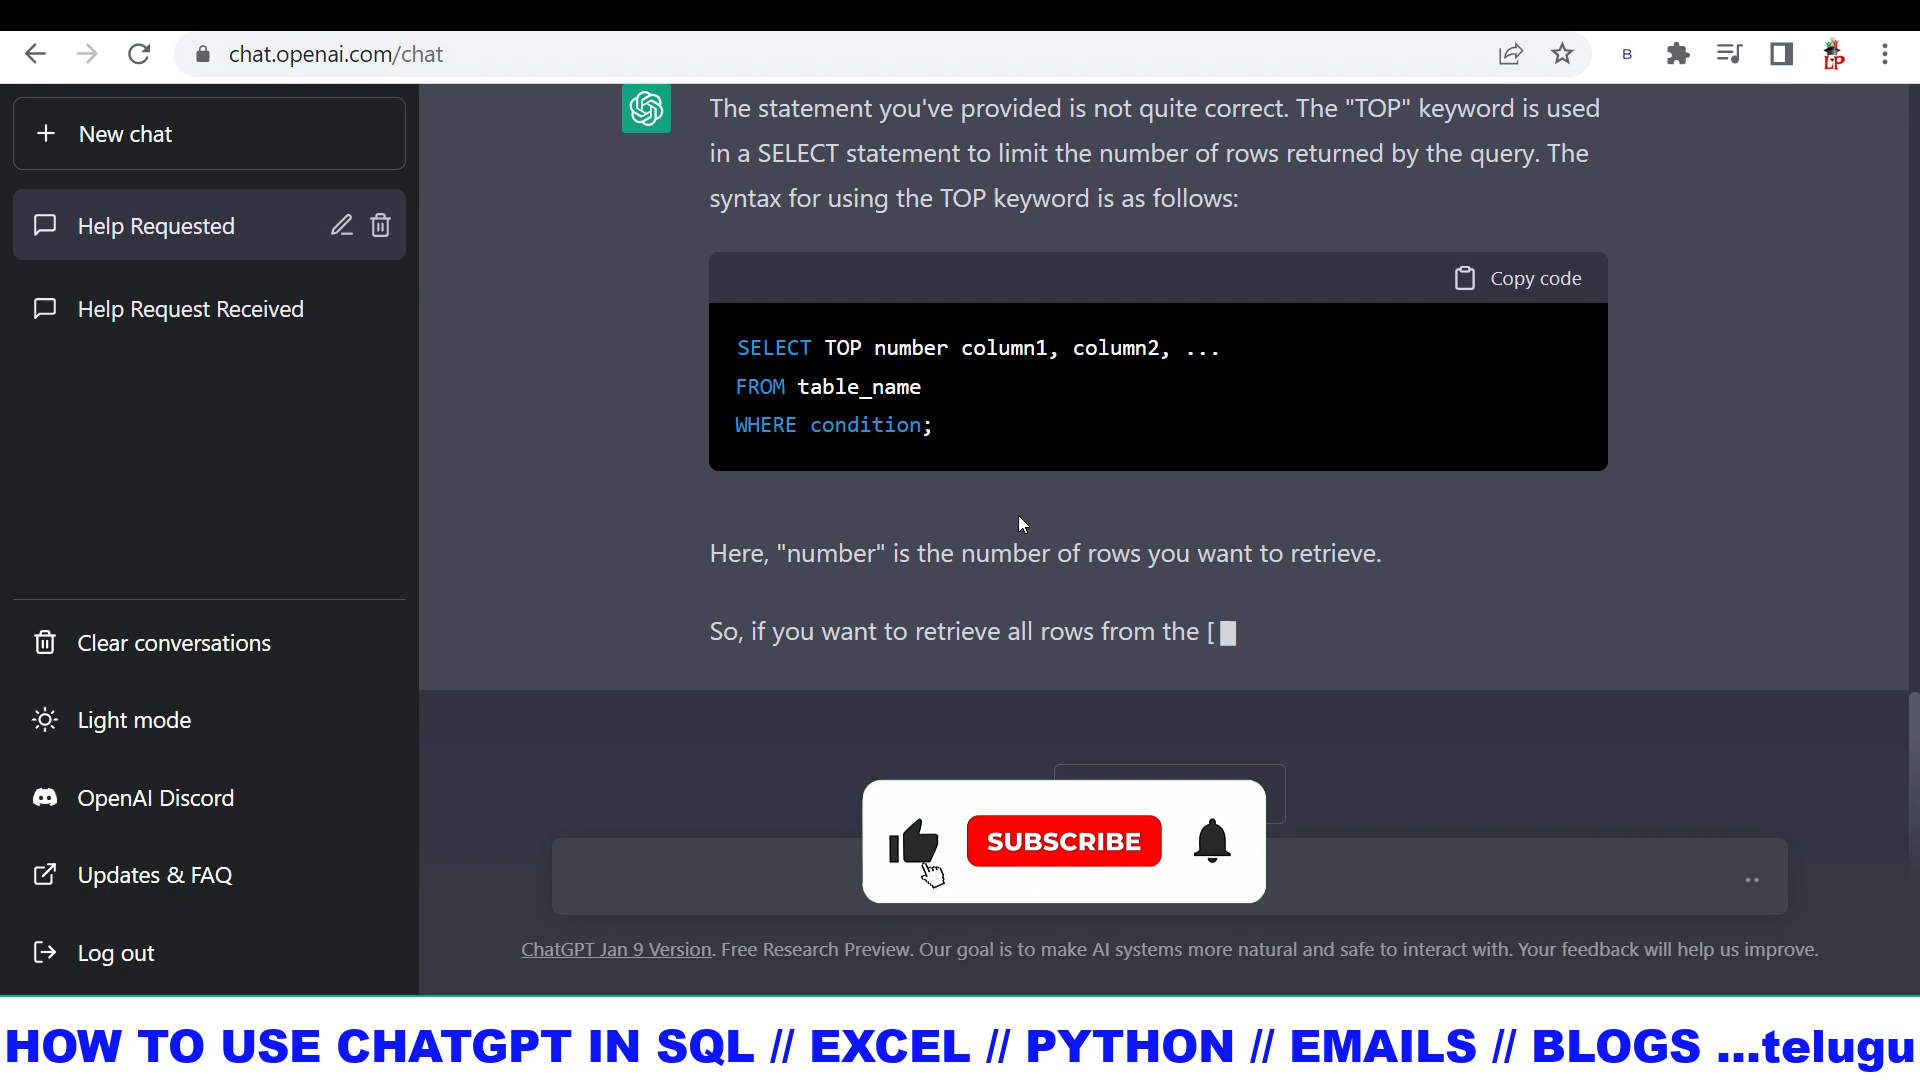 chat.openai.com/chat
B
LP
New chat
Help Requested
Help Request Received
Clear conversations
Light mode
OpenAI Discord
Updates & FAQ
Log out
The statement you've provided is not quite correct. The "TOP" keyword is used
in a SELECT statement to limit the number of rows returned by the query. The
syntax for using the TOP keyword is as follows:
Copy code
SELECT TOP number column1, column2, ...
FROM table_name
WHERE condition;
Here, "number" is the number of rows you want to retrieve.
So, if you want to retrieve all rows from the [
SUBSCRIBE
ChatGPT Jan 9 Version. Free Research Preview. Our goal is to make AI systems more natural and safe to interact with. Your feedback will help us improve.
HOW TO USE CHATGPT IN SQL // EXCEL // PYTHON // EMAILS // BLOGS ...telugu